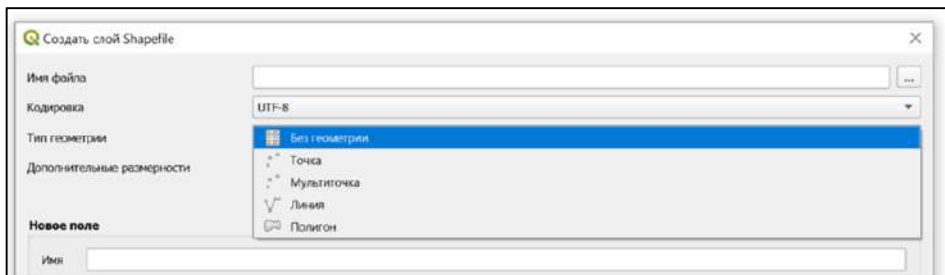 Создать слой Shapefile
Имя файла
...
Кодировка
UTF-8
Тип геометрии
Без геометрии
Точка
Дополнительные размерности
Мультиточка
Линия
Новое поле
Полигон
Имя